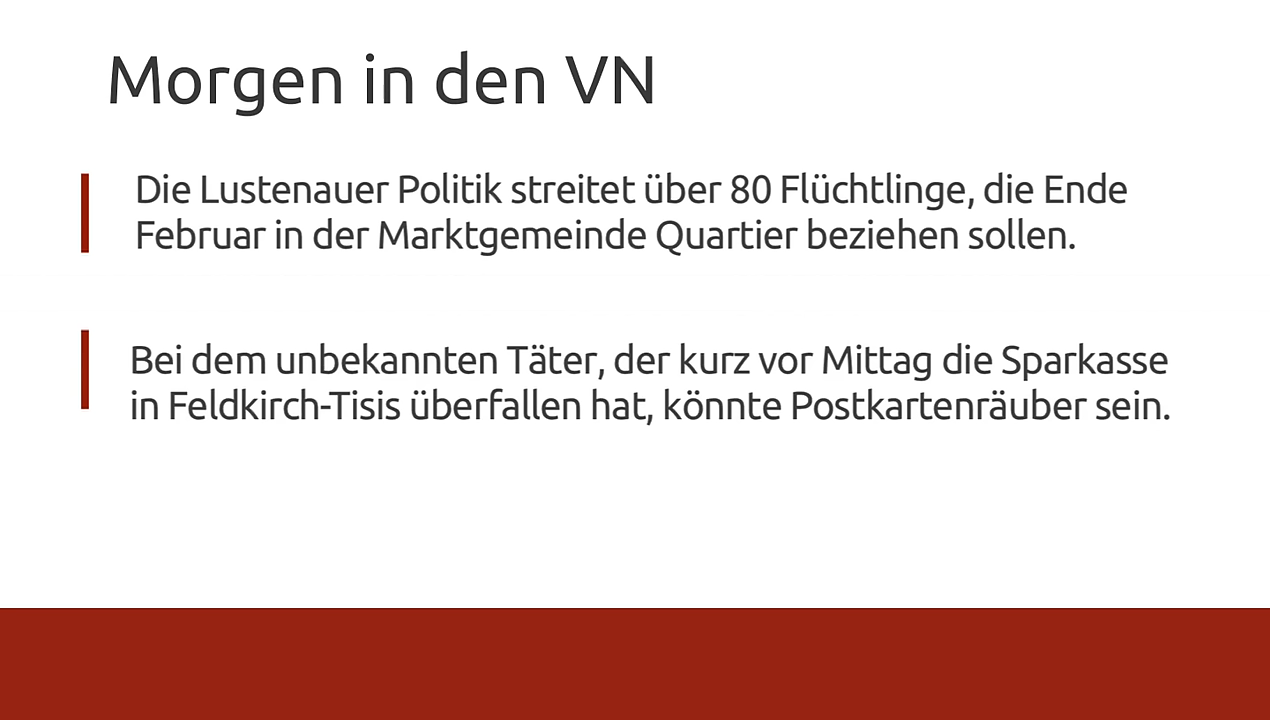 Morgen in den VN
Die Lustenauer Politik streitet über 80 Flüchtlinge, die Ende
Februar in der Marktgemeinde Quartier beziehen sollen.
Bei dem unbekannten Täter, der kurz vor Mittag die Sparkasse
in Feldkirch-Tisis überfallen hat, könnte Postkartenräuber sein.